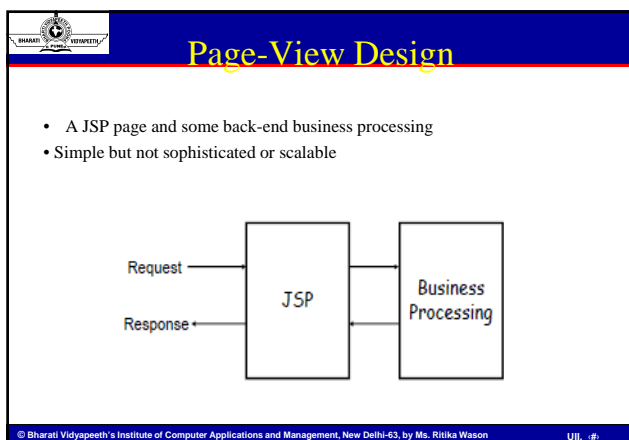 BHARATI VIDYAPEETH
PUNE
Page-View Design
• A JSP page and some back-end business processing
• Simple but not sophisticated or scalable
Request
Response
JSP
Business
Processing
© Bharati Vidyapeeth's Institute of Computer Applications and Management, New Delhi-63, by Ms. Ritika Wason
UII. ‹#›